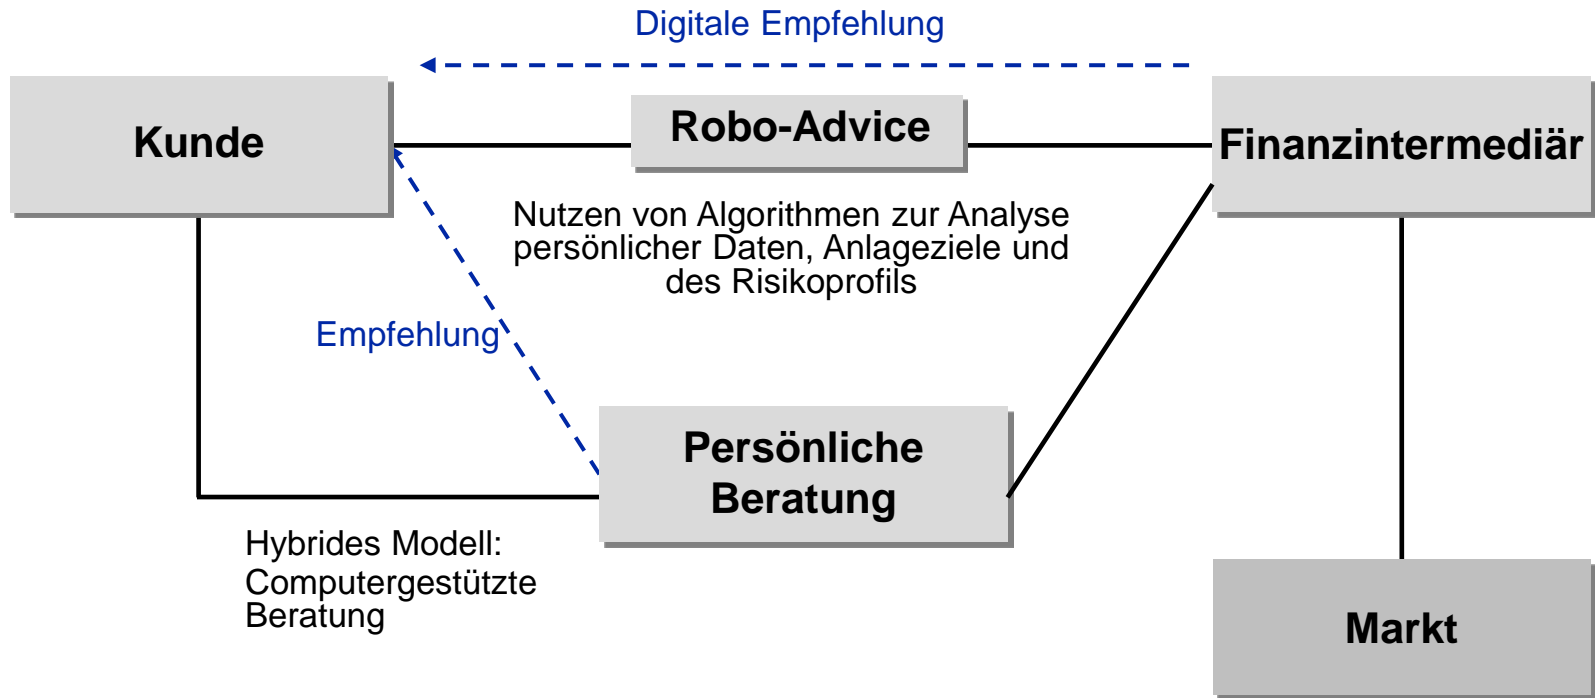 Digitale Empfehlung
Kunde
Robo-Advice
Finanzintermediär
Nutzen von Algorithmen zur Analyse
persönlicher Daten, Anlageziele und
des Risikoprofils
Empfehlung
Persönliche
Beratung
Hybrides Modell:
Computergestützte
Beratung
Markt